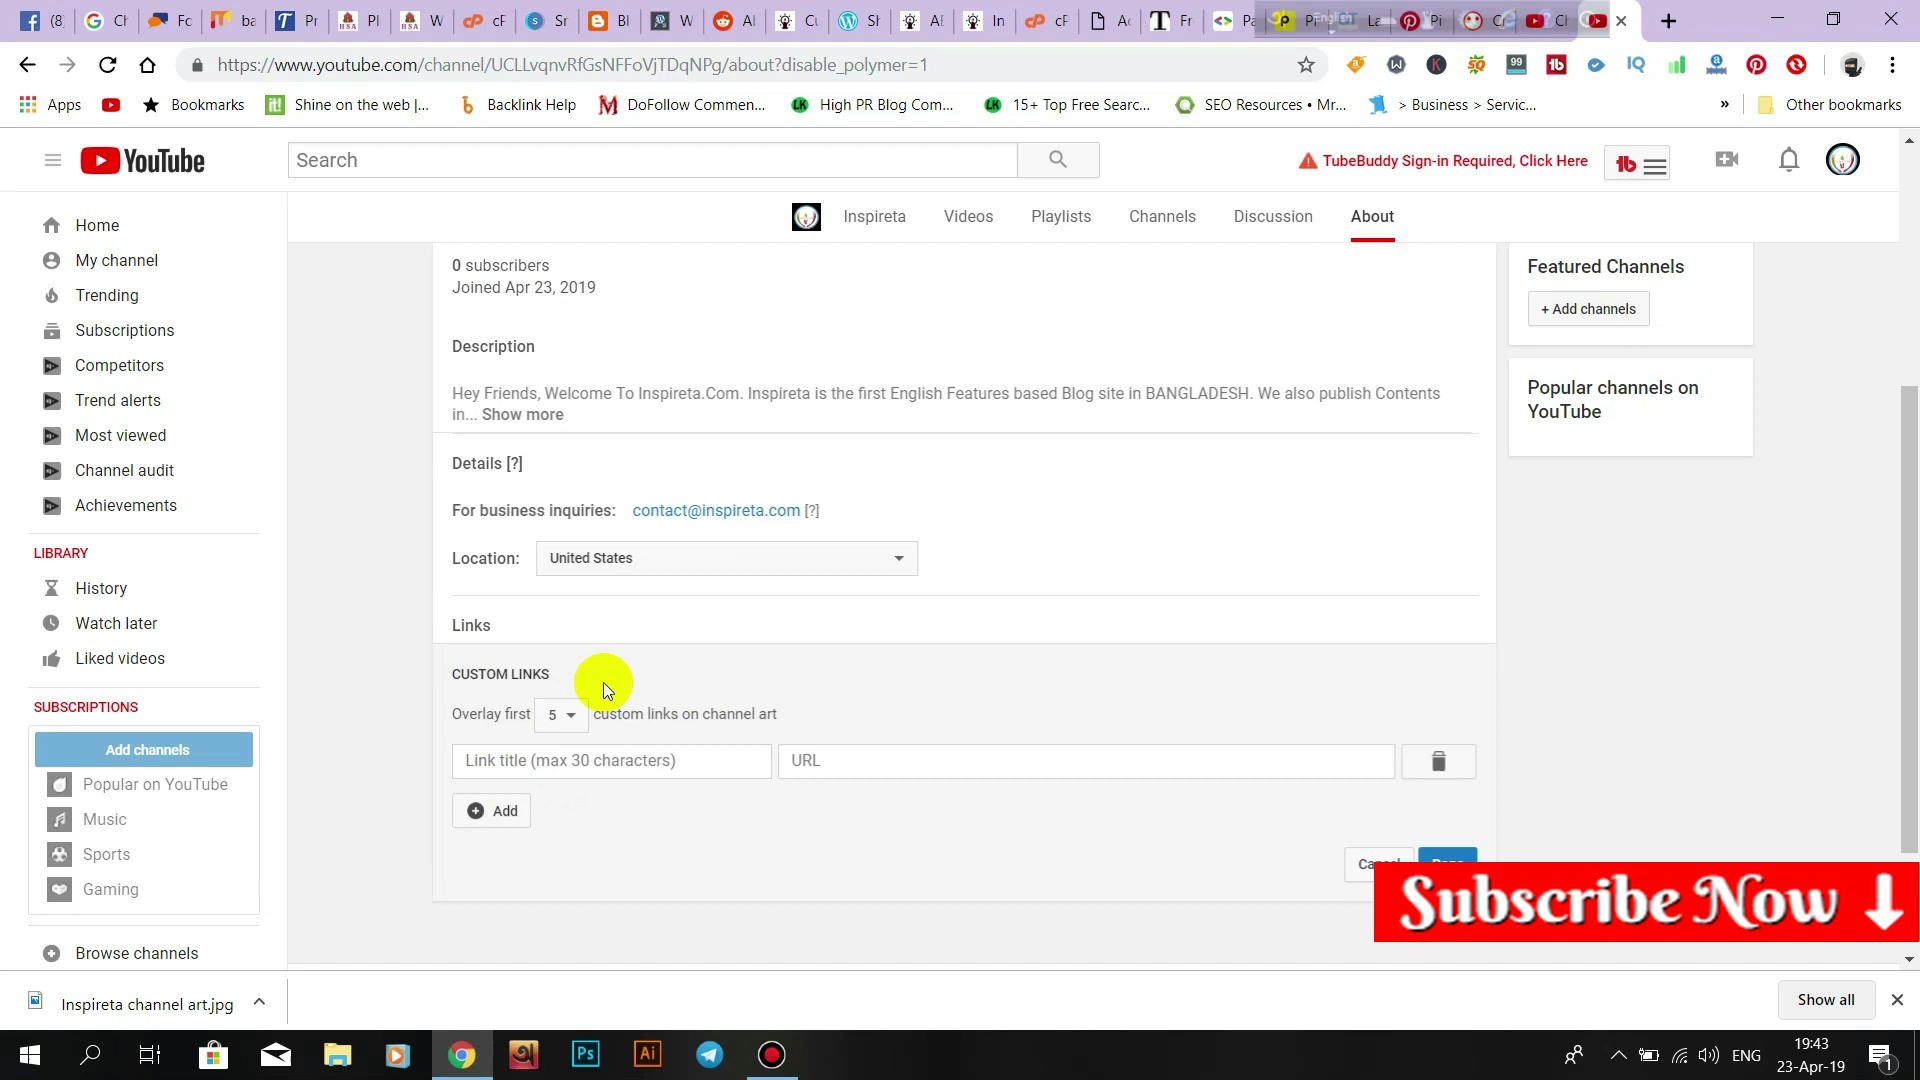 (8)
https://www.youtube.com/channel/UCLLvqnvRfGsNFFoVjTDqNPg/about?disable_polymer=1
Apps
Bookmarks
Shine on the web |...
Backlink Help
DoFollow Commen...
High PR Blog Com...
15+ Top Free Searc...
SEO Resources • Mr...
> Business > Servic...
»
Other bookmarks
YouTube
Search
TubeBuddy Sign-in Required, Click Here
Inspireta
Videos
Playlists
Channels
Discussion
About
Home
My channel
Trending
Subscriptions
Competitors
Trend alerts
Most viewed
Channel audit
Achievements
LIBRARY
History
Watch later
Liked videos
SUBSCRIPTIONS
Add channels
Popular on YouTube
Music
Sports
Gaming
Browse channels
0 subscribers
Joined Apr 23, 2019
Description
Hey Friends, Welcome To Inspireta.Com. Inspireta is the first English Features based Blog site in BANGLADESH. We also publish Contents
in... Show more
Details [?]
For business inquiries: contact@inspireta.com [?]
Location: United States
Links
CUSTOM LINKS
Overlay first 5 custom links on channel art
Link title (max 30 characters)
URL
Add
Featured Channels
+ Add channels
Popular channels on
YouTube
Subscribe Now
Inspireta channel art.jpg
Show all
Ps
Ai
ENG
19:43
23-Apr-19
1